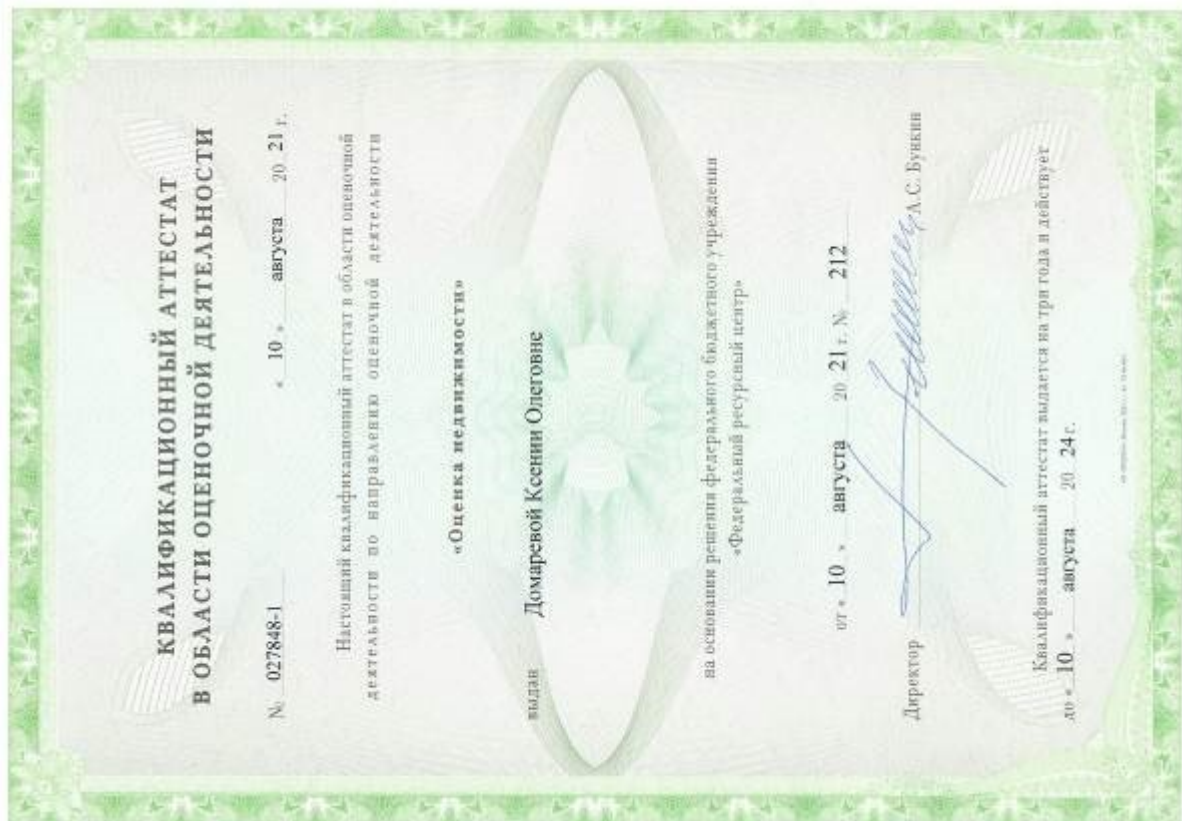 КВАЛИФИКАЦИОННЫЙ АТТЕСТАТ
В ОБЛАСТИ ОЦЕНОЧНОЙ ДЕЯТЕЛЬНОСТИ
№ 027848-1 « 10 » августа 20 21 г.
Настоящий квалификационный аттестат в области оценочной
деятельности по направлению оценочной деятельности
«Оценка недвижимости»
выдан Домаревой Ксении Олеговне
на основании решения федерального бюджетного учреждения
«Федеральный ресурсный центр»
от « 10 » августа 20 21 г. № 212
Директор А.С. Бункин
Квалификационный аттестат выдается на три года и действует
до « 10 » августа 20 24 г.